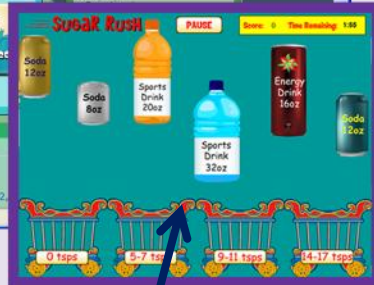 SUGAR RUSH
PAUSE
Score: 0
Time Remaining: 1:55
Soda
12oz
Soda
8oz
Sports
Drink
20oz
Sports
Drink
32oz
Energy
Drink
16oz
Soda
12oz
0 tsps
5-7 tsps
9-11 tsps
14-17 tsps